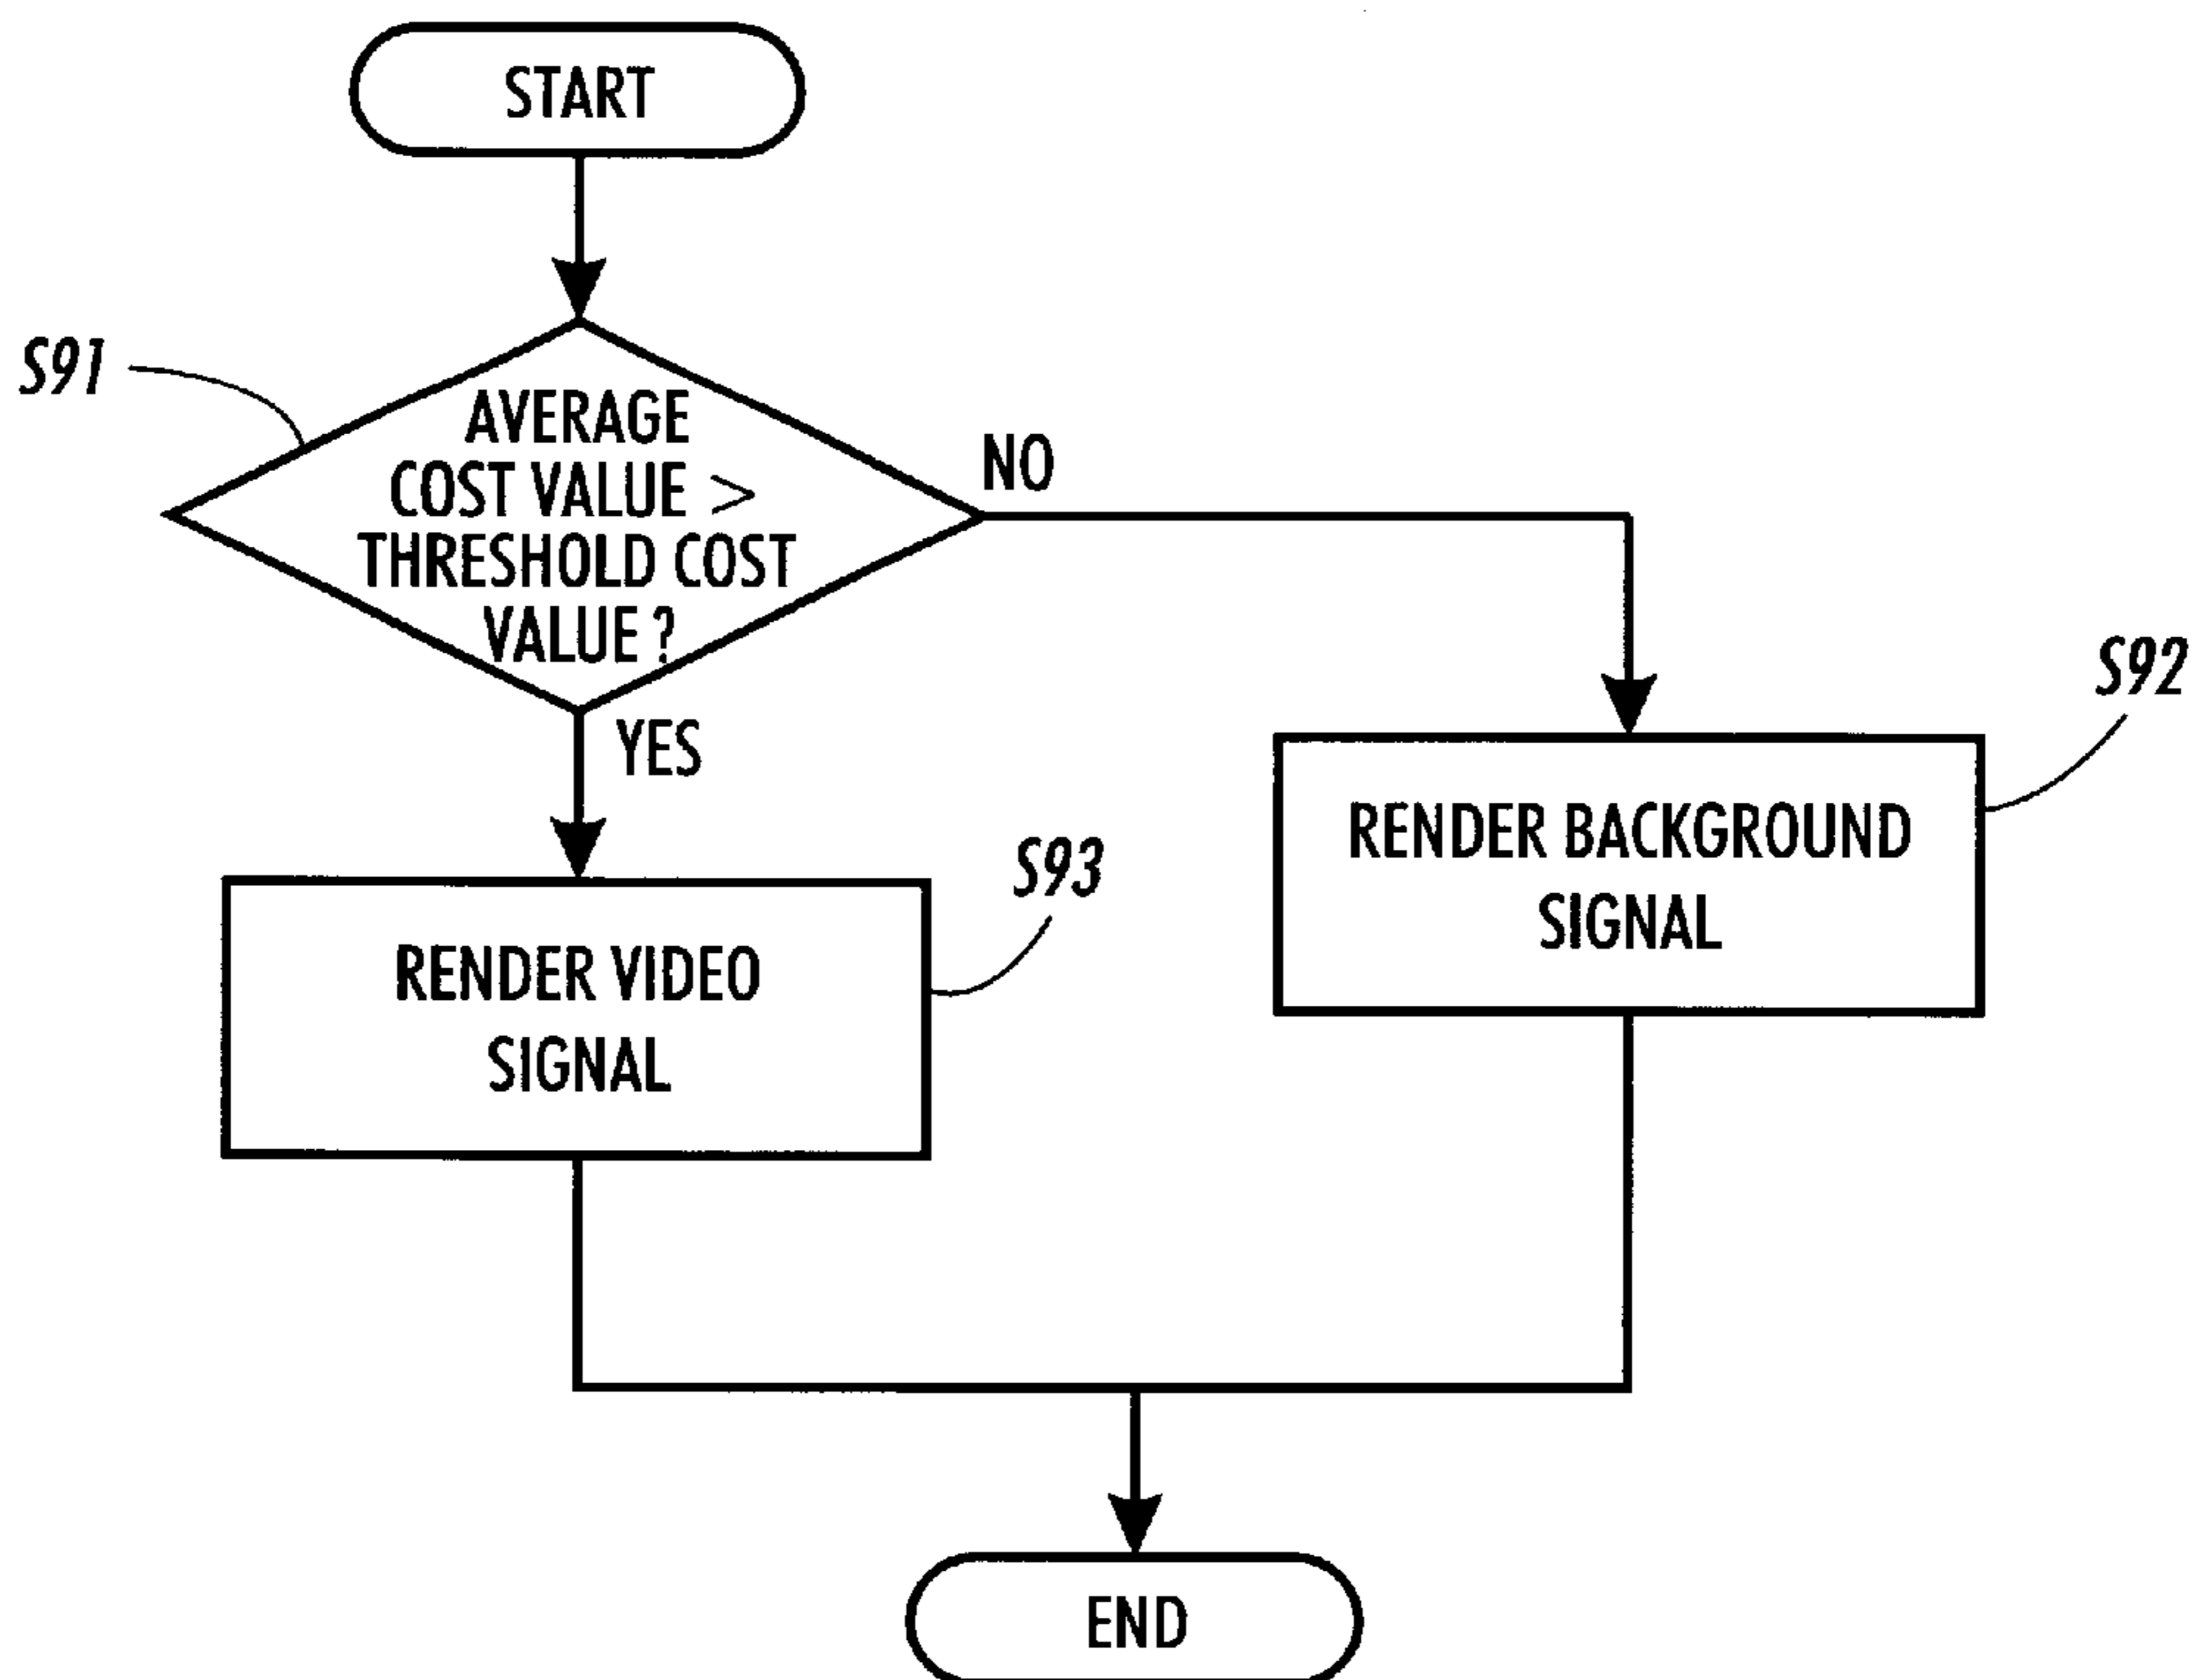 START
S91
AVERAGE
COST VALUE >
THRESHOLD COST
VALUE ?
NO
YES
S92
RENDER BACKGROUND
SIGNAL
S93
RENDER VIDEO
SIGNAL
END